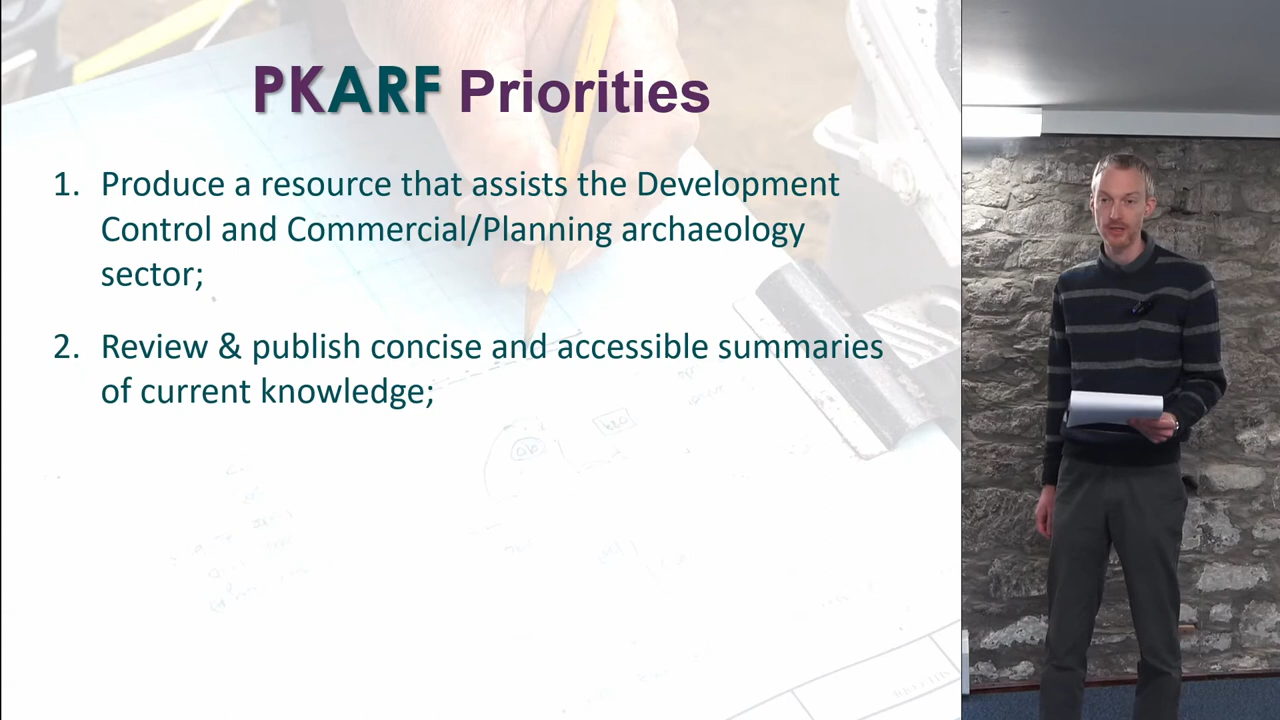 PKARF Priorities
1. Produce a resource that assists the Development
Control and Commercial/Planning archaeology
sector;
2. Review & publish concise and accessible summaries
of current knowledge;